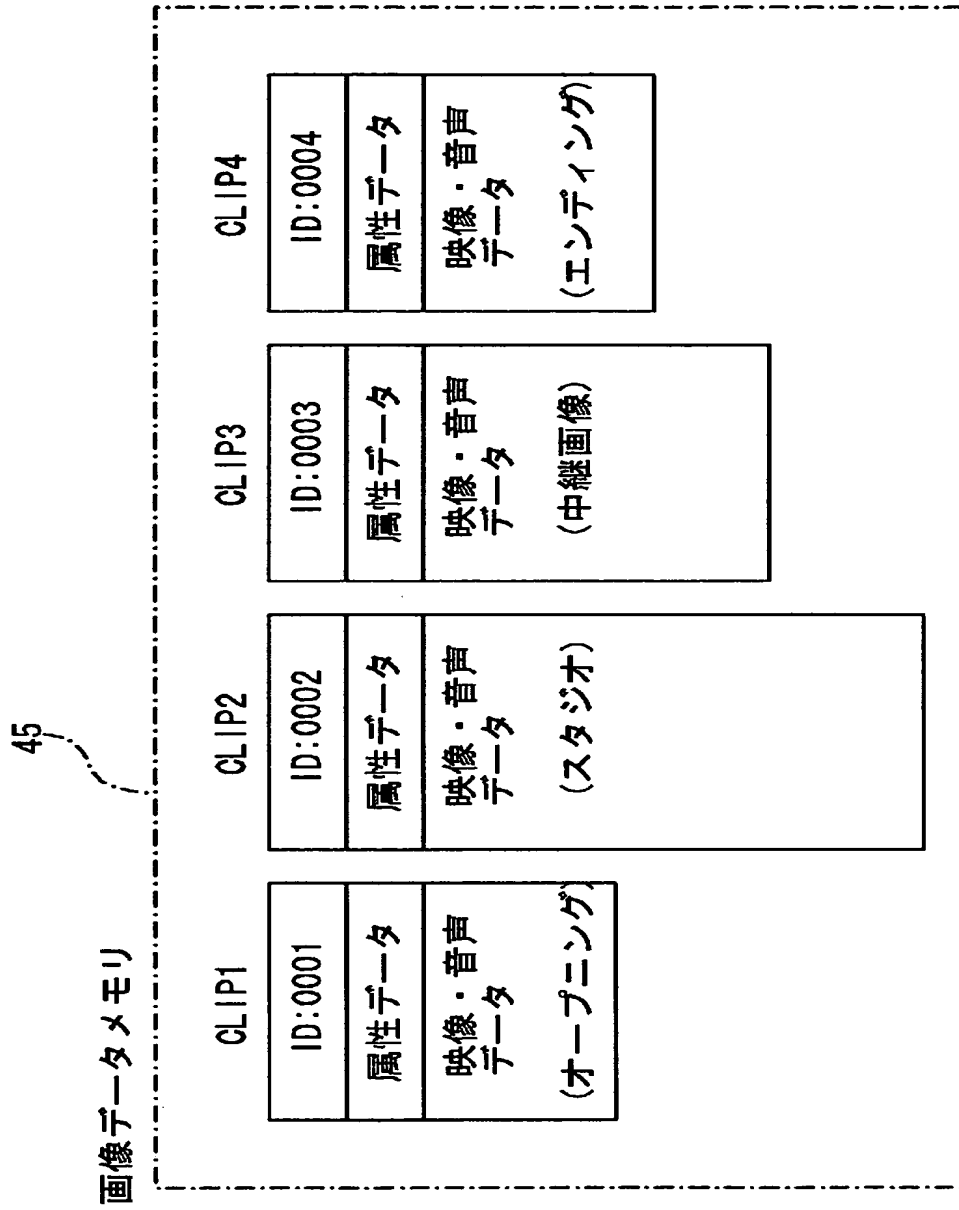 画像データメモリ
45
CLIP1
ID:0001
属性データ
映像・音声
データ
(オープニング)
CLIP2
ID:0002
属性データ
映像・音声
データ
(スタジオ)
CLIP3
ID:0003
属性データ
映像・音声
データ
(中継画像)
CLIP4
ID:0004
属性データ
映像・音声
データ
(エンディング)